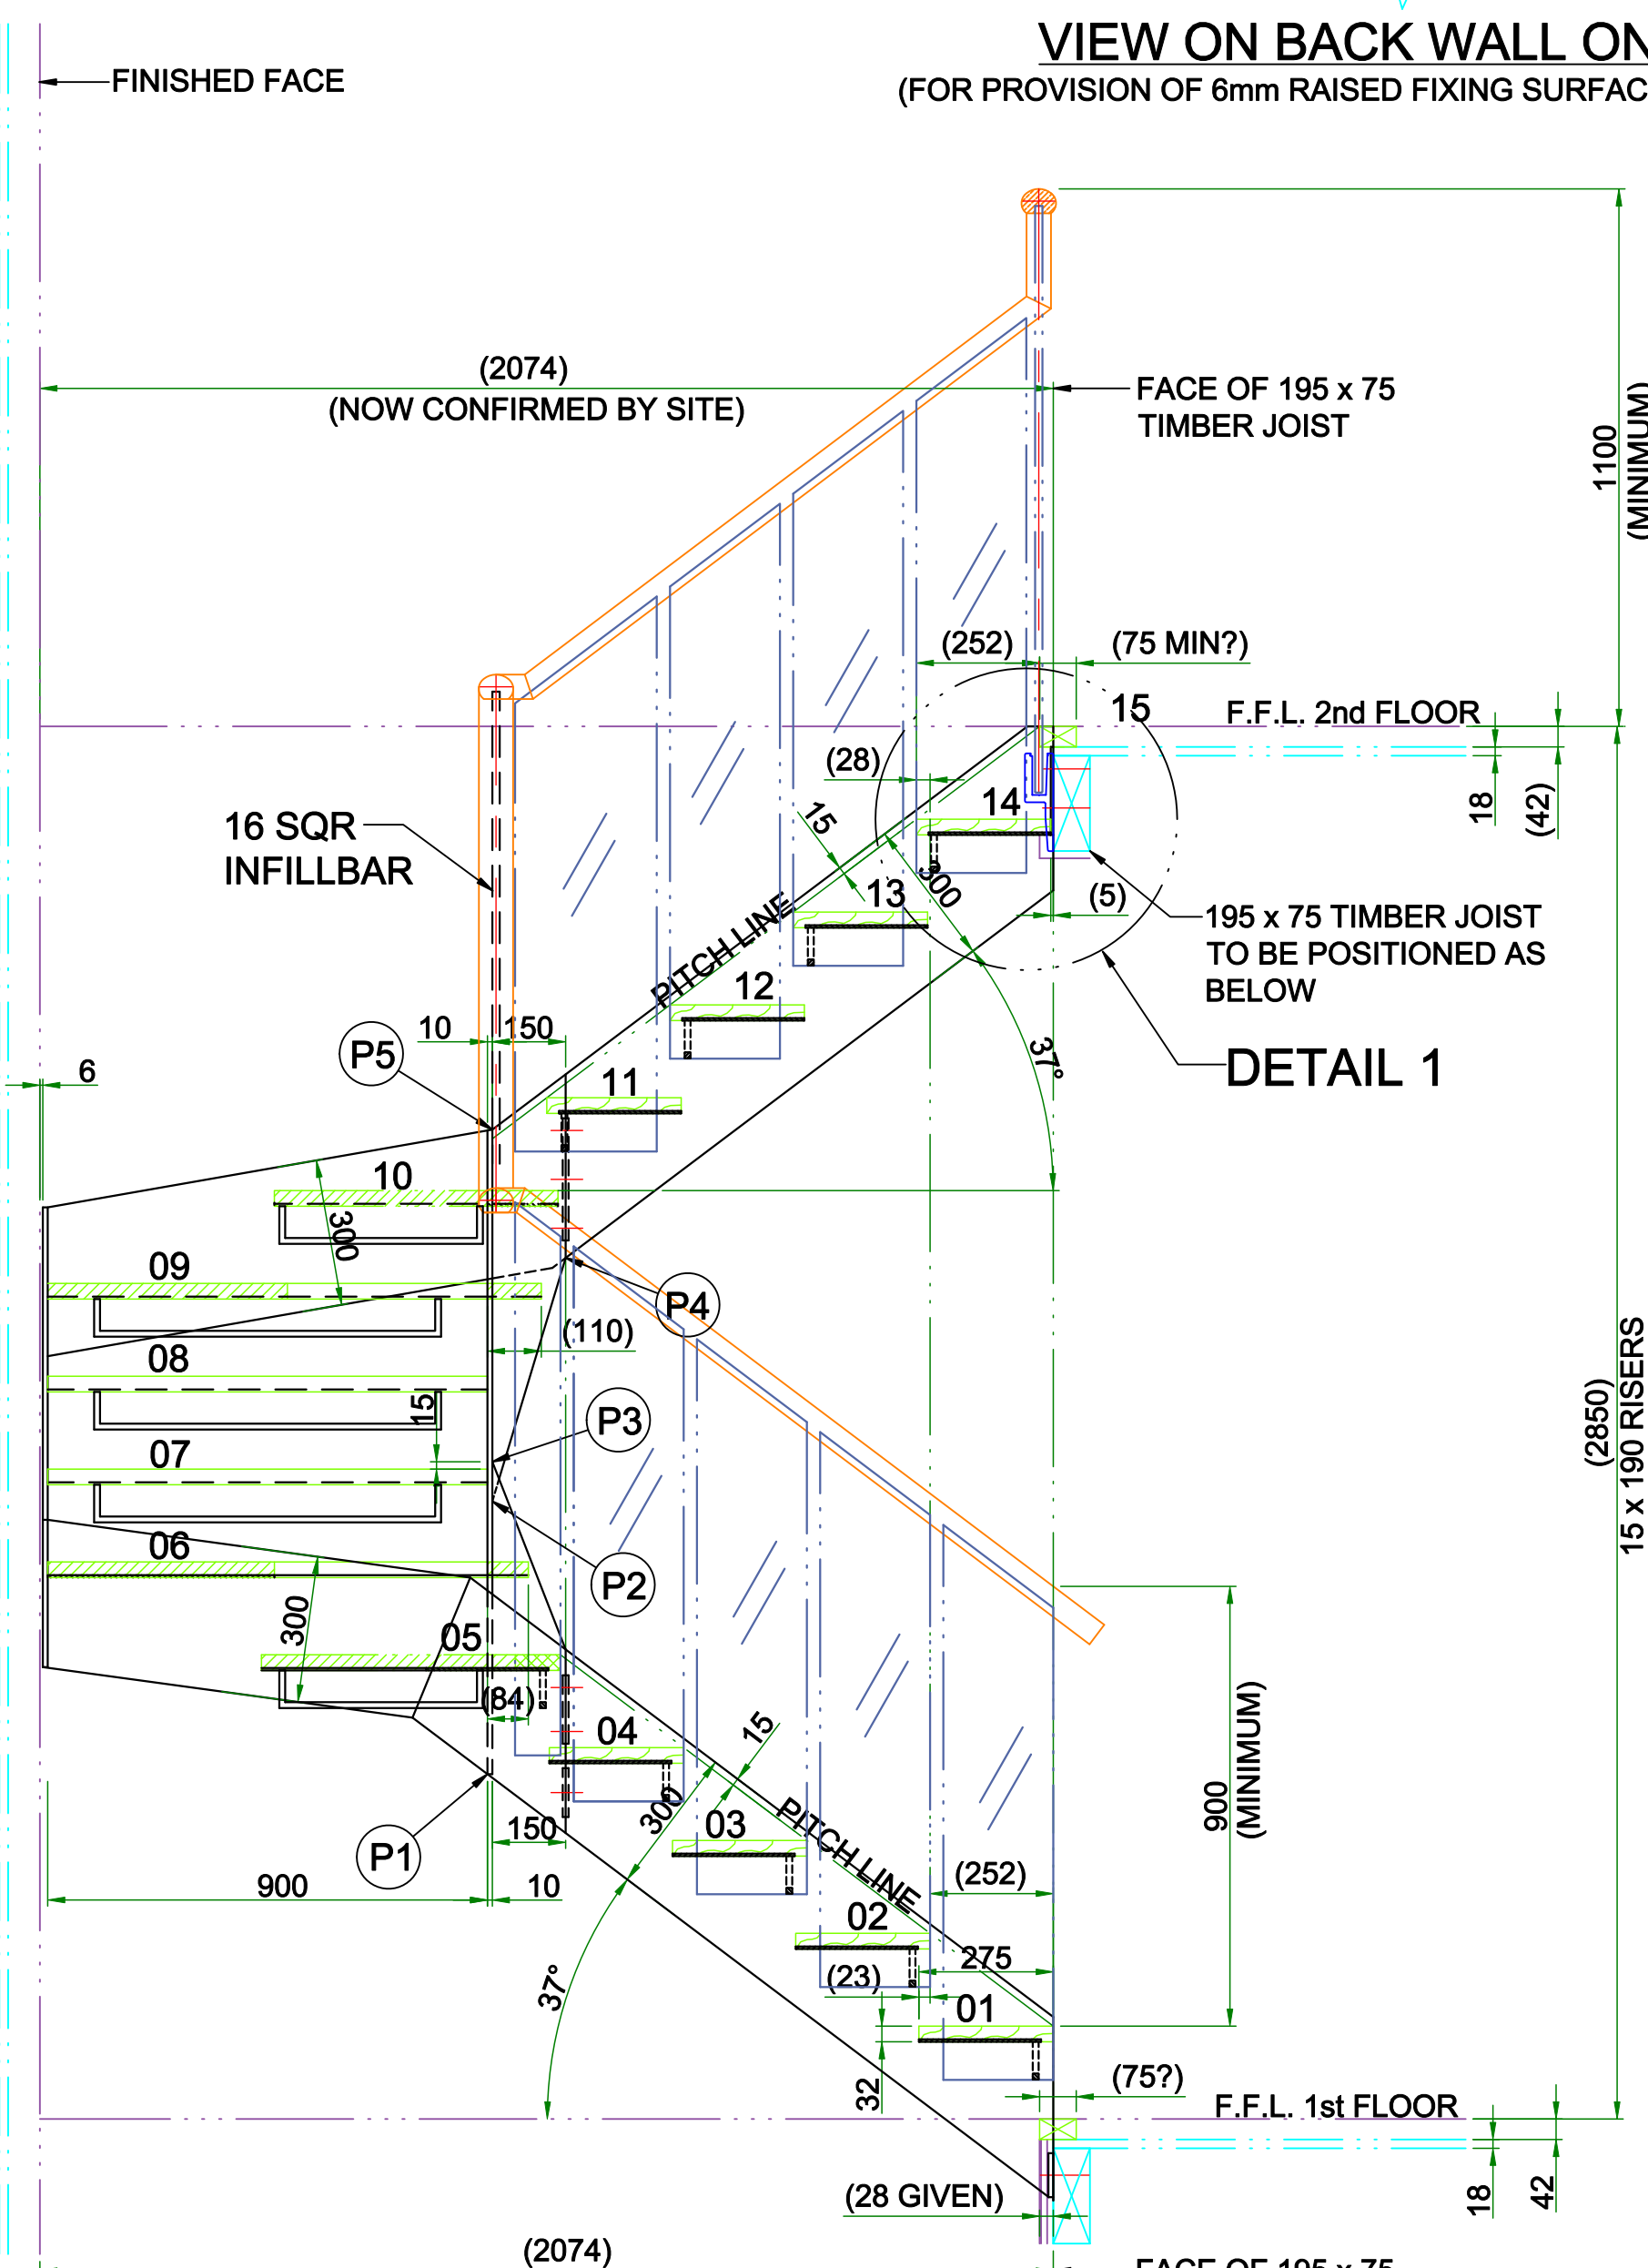 VIEW ON BACK WALL ON
(FOR PROVISION OF 6mm RAISED FIXING SURFAC
FINISHED FACE
(2074)
(NOW CONFIRMED BY SITE)
FACE OF 195 x 75
TIMBER JOIST
1100
(MINIMUM)
(252)
(75 MIN?)
15
F.F.L. 2nd FLOOR
(28)
18
(42)
16 SQR
INFILLBAR
15
14
300
13
(5)
195 x 75 TIMBER JOIST
TO BE POSITIONED AS
BELOW
PITCH LINE
12
10
150
P5
37°
DETAIL 1
6
11
10
300
09
P4
(110)
08
15
P3
07
(2850)
15 x 190 RISERS
06
P2
300
05
(84)
04
15
900
(MINIMUM)
300
03
PITCH LINE
150
P1
900
10
(252)
02
275
(23)
37°
01
32
(75?)
F.F.L. 1st FLOOR
(28 GIVEN)
18
42
(2074)
FACE OF 195 x 75